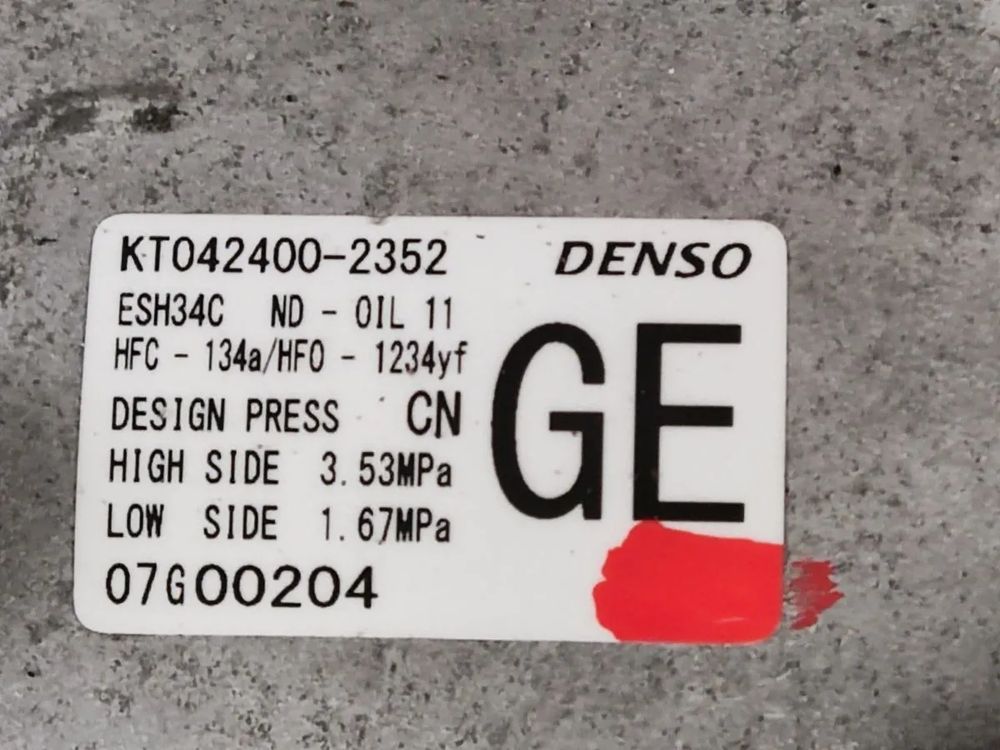 KT042400-2352 DENSO
ESH34C ND - OIL 11
HFC - 134a/HFO - 1234yf
GE
DESIGN PRESS CN
HIGH SIDE 3.53MPa
LOW SIDE 1.67MPa
07G00204